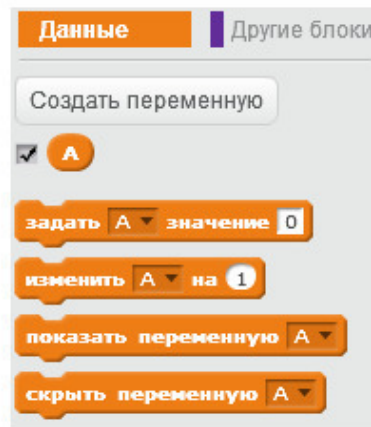 Данные Другие блоки
Создать переменную
A
задать A значение 0
изменить A на 1
показать переменную A
скрыть переменную A